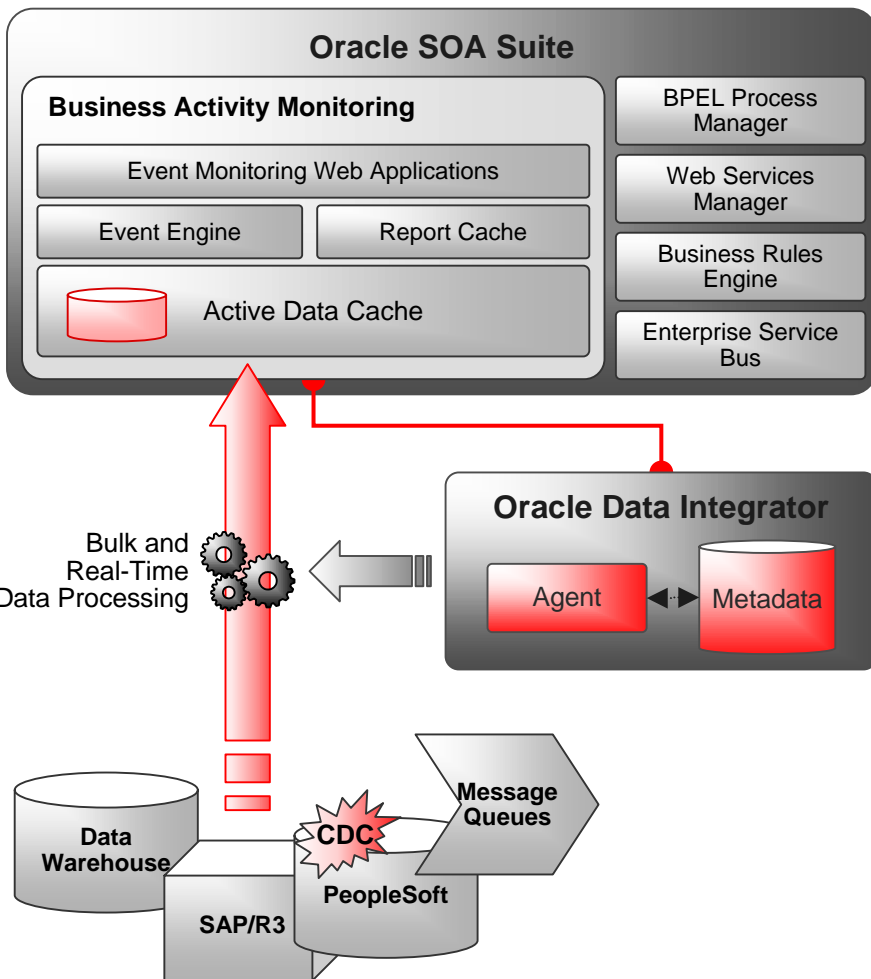 Oracle SOA Suite
Business Activity Monitoring
Event Monitoring Web Applications
Event Engine
Report Cache
Active Data Cache
BPEL Process
Manager
Web Services
Manager
Business Rules
Engine
Enterprise Service
Bus
Bulk and
Real-Time
Data Processing
Oracle Data Integrator
Agent
Metadata
Data
Warehouse
SAP/R3
CDC
PeopleSoft
Message
Queues